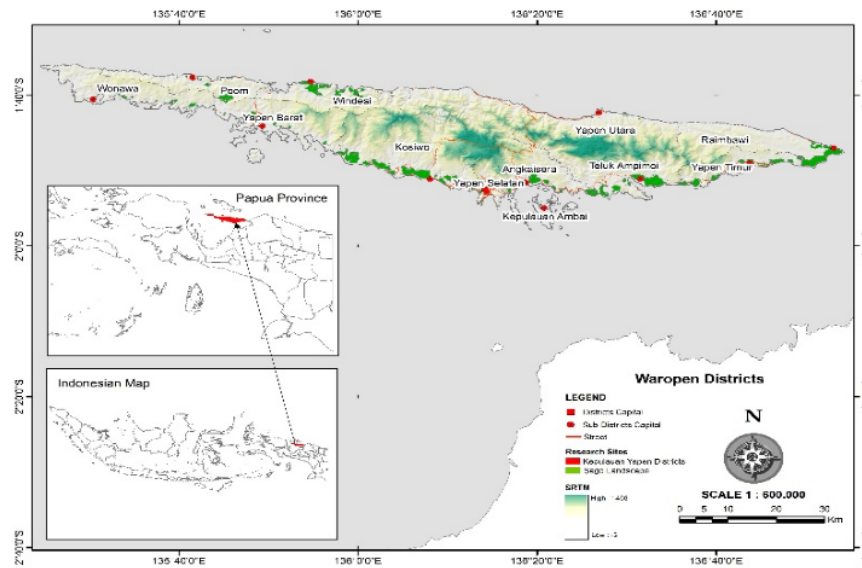 135°40'0"E 136°0'0"E 136°20'0"E 136°40'0"E
1°40'0"S
Wonawa
Poom
Windesi
Yapen Barat
Kosiwo
Yapen Utara
Raimbawi
Angkaisera
Teluk Ampimoi
Yapen Timur
Yapen Selatan
Kepulauan Ambai
2°0'0"S
Papua Province
Indonesian Map
2°20'0"S
2°40'0"S
Waropen Districts
LEGEND
Districts Capital
Sub Districts Capital
Street
Research Sites
Kepulauan Yapen Districts
Sago Landscape
SRTM
High
Low
N
SCALE 1 : 600.000
0 5 10 20 30
Km
136°0'0"E 136°20'0"E 136°40'0"E